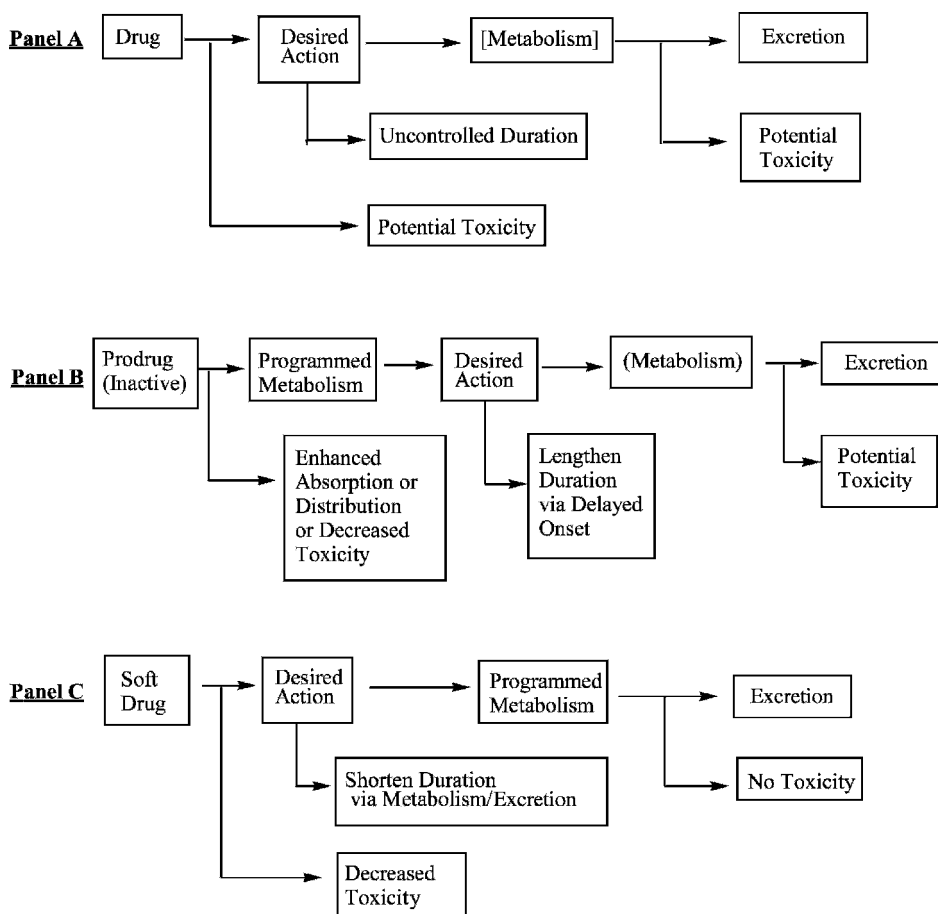 Panel A
Drug
Desired
Action
[Metabolism]
Excretion
Uncontrolled Duration
Potential
Toxicity
Potential Toxicity
Panel B
Prodrug
(Inactive)
Programmed
Metabolism
Desired
Action
(Metabolism)
Excretion
Enhanced
Absorption or
Distribution
or Decreased
Toxicity
Lengthen
Duration
via Delayed
Onset
Potential
Toxicity
Panel C
Soft
Drug
Desired
Action
Programmed
Metabolism
Excretion
Shorten Duration
via Metabolism/Excretion
No Toxicity
Decreased
Toxicity